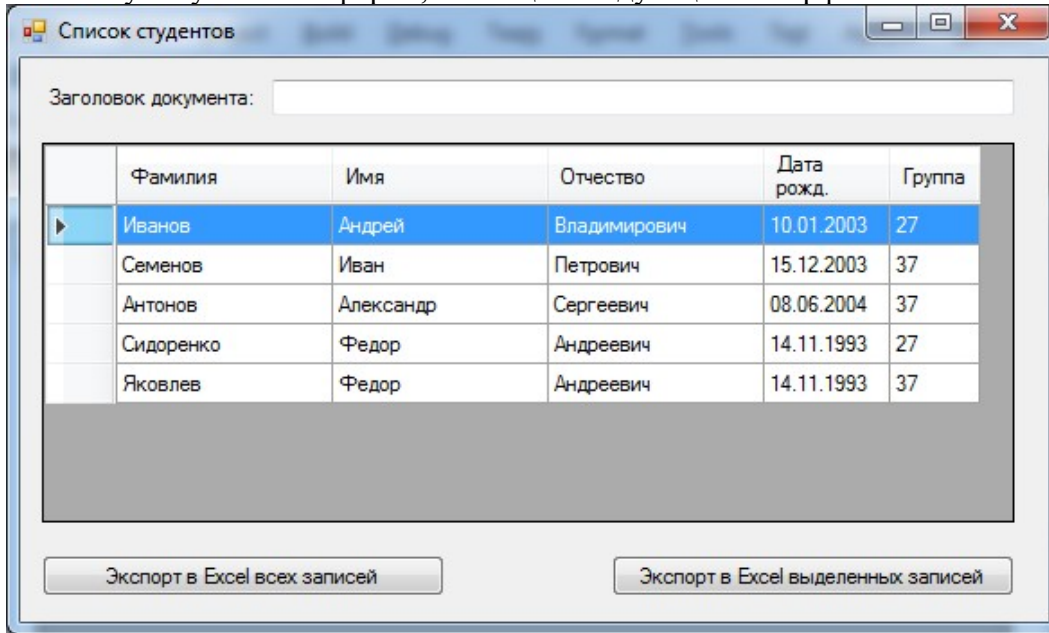 Список студентов
Заголовок документа:
Фамилия Имя Отчество Дата рожд. Группа
Иванов Андрей Владимирович 10.01.2003 27
Семенов Иван Петрович 15.12.2003 37
Антонов Александр Сергеевич 08.06.2004 37
Сидоренко Федор Андреевич 14.11.1993 27
Яковлев Федор Андреевич 14.11.1993 37
Экспорт в Excel всех записей Экспорт в Excel выделенных записей